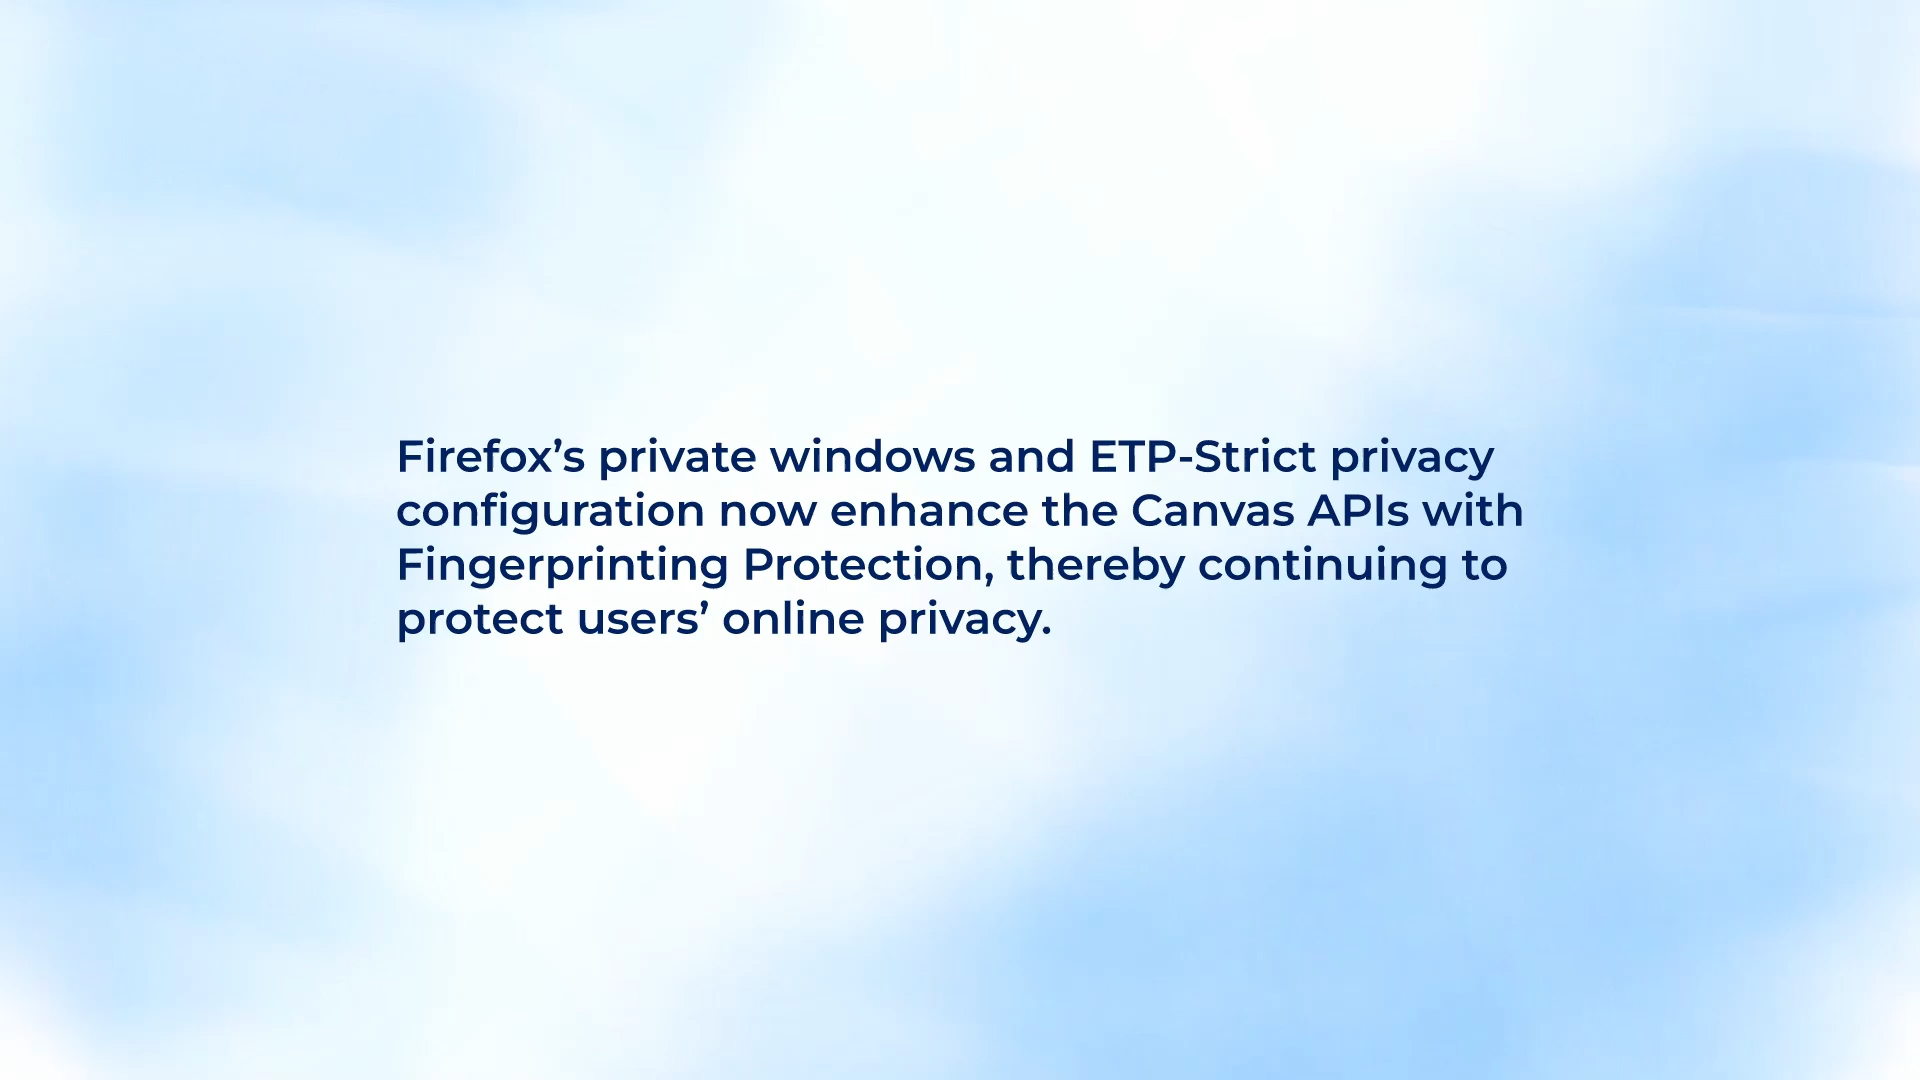 Firefox’s private windows and ETP-Strict privacy
configuration now enhance the Canvas APIs with
Fingerprinting Protection, thereby continuing to
protect users’ online privacy.